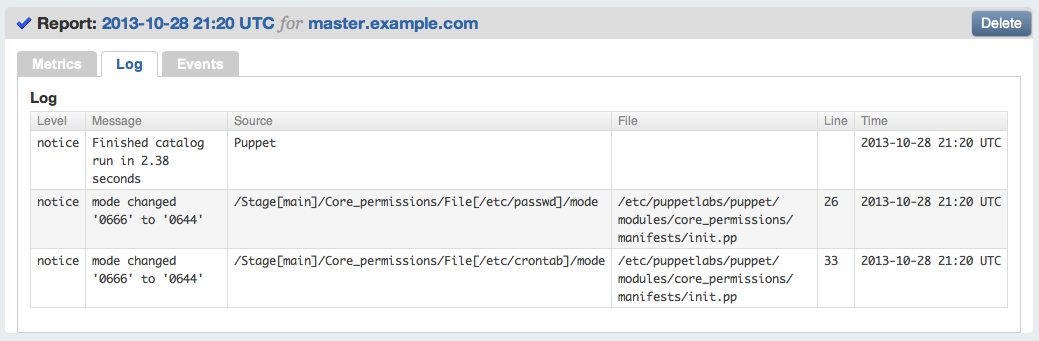 Report: 2013-10-28 21:20 UTC for master.example.com
Delete
Metrics
Log
Events
Log
Level Message Source File Line Time
notice Finished catalog run in 2.38 seconds Puppet 2013-10-28 21:20 UTC
notice mode changed '0666' to '0644' /Stage[main]/Core_permissions/File[/etc/passwd]/mode /etc/puppetlabs/puppet/modules/core_permissions/manifests/init.pp 26 2013-10-28 21:20 UTC
notice mode changed '0666' to '0644' /Stage[main]/Core_permissions/File[/etc/crontab]/mode /etc/puppetlabs/puppet/modules/core_permissions/manifests/init.pp 33 2013-10-28 21:20 UTC